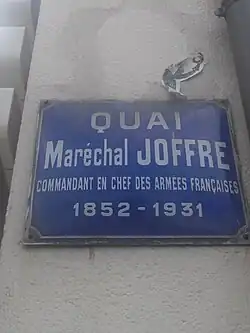 QUAI
Maréchal JOFFRE
COMMANDANT EN CHEF DES ARMÉES FRANÇAISES
1852 - 1931